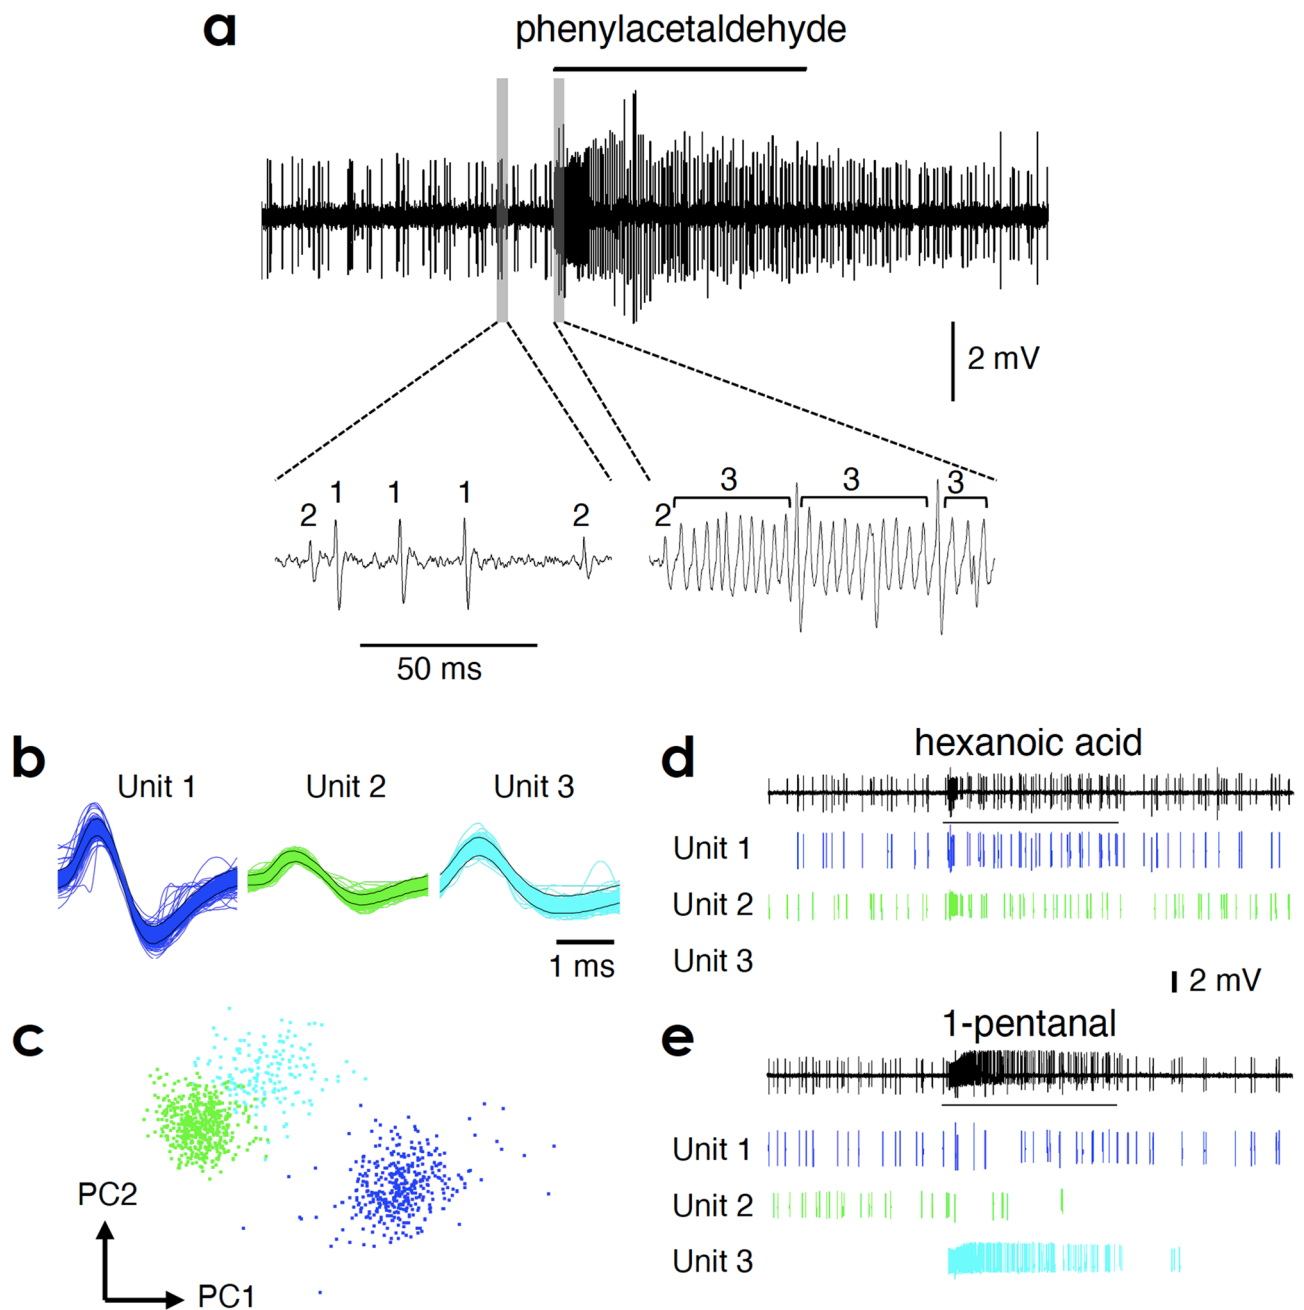 a
phenylacetaldehyde
2 mV
2 1 1 1 2
2 3 3 3
50 ms
b
Unit 1 Unit 2 Unit 3
1 ms
c
PC2
PC1
d
hexanoic acid
Unit 1
Unit 2
Unit 3
2 mV
e
1-pentanal
Unit 1
Unit 2
Unit 3